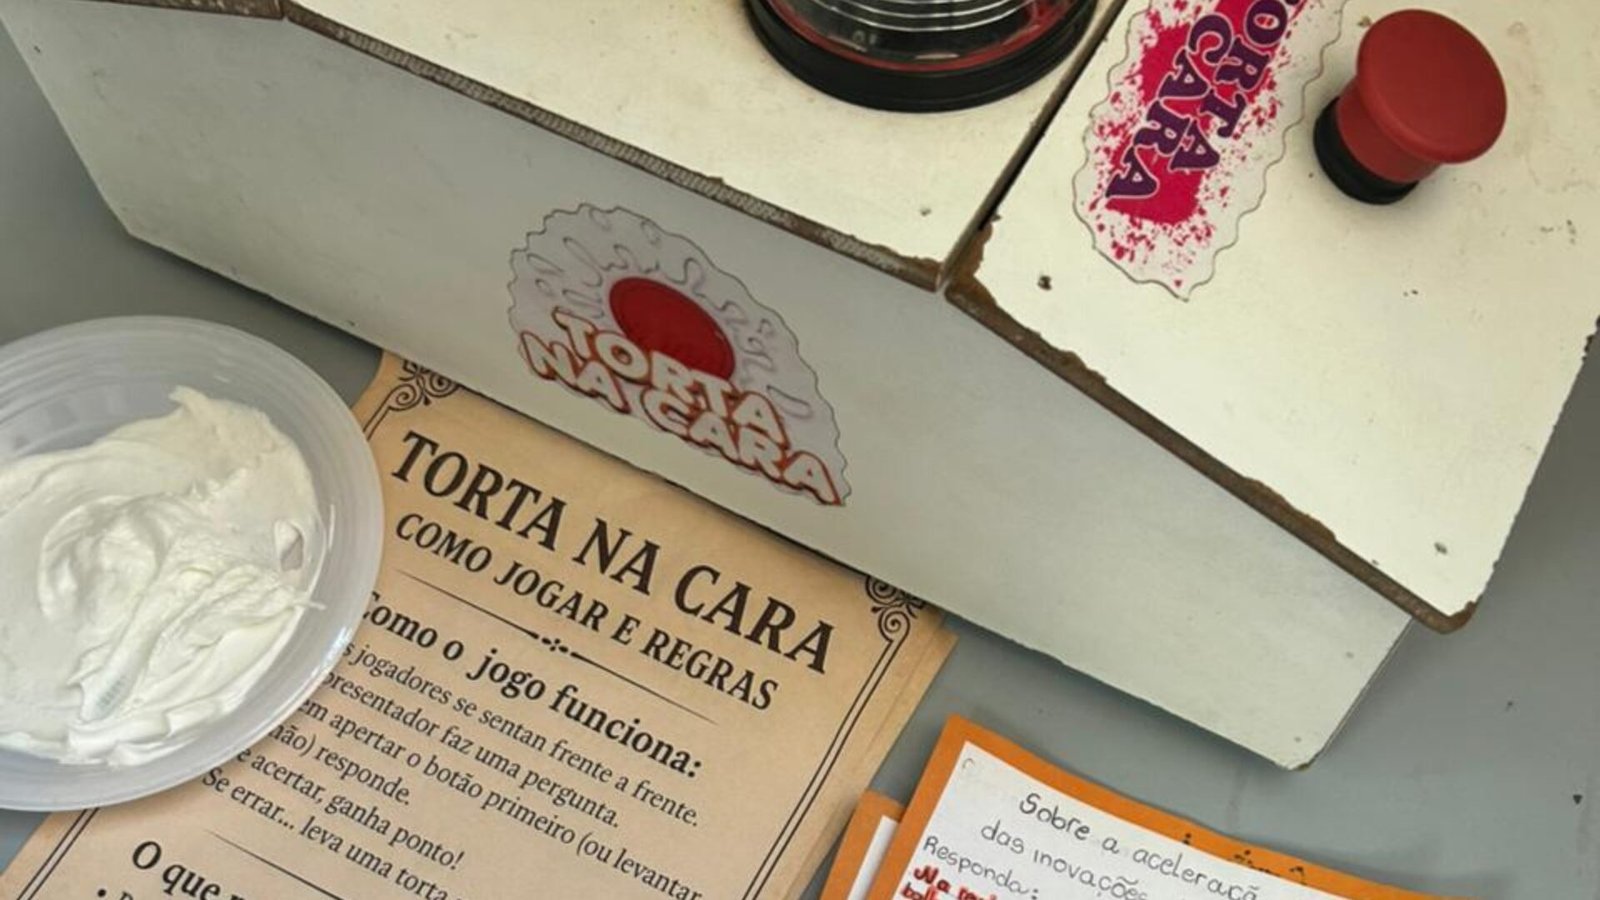 TORTA
CARA
TORTA
NA CARA
TORTA NA CARA
COMO JOGAR E REGRAS
Como o jogo funciona:
jogadores se sentan frente a frente.
presentador faz uma pergunta.
em apertar o botão primeiro (ou levantar
mão) responde.
e acertar, ganha ponto!
Se errar... leva uma torta
O que
Sobre a aceleraçã
das inovações
Responda:
Na